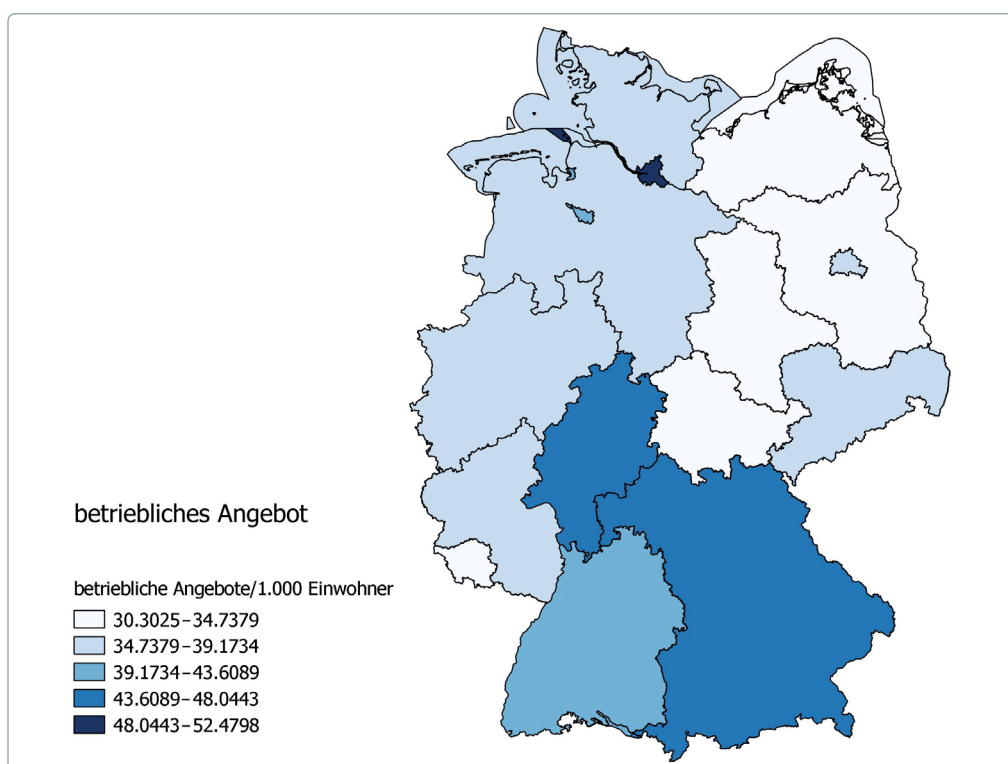 betriebliches Angebot
betriebliche Angebote/1.000 Einwohner
30.3025–34.7379
34.7379–39.1734
39.1734–43.6089
43.6089–48.0443
48.0443–52.4798